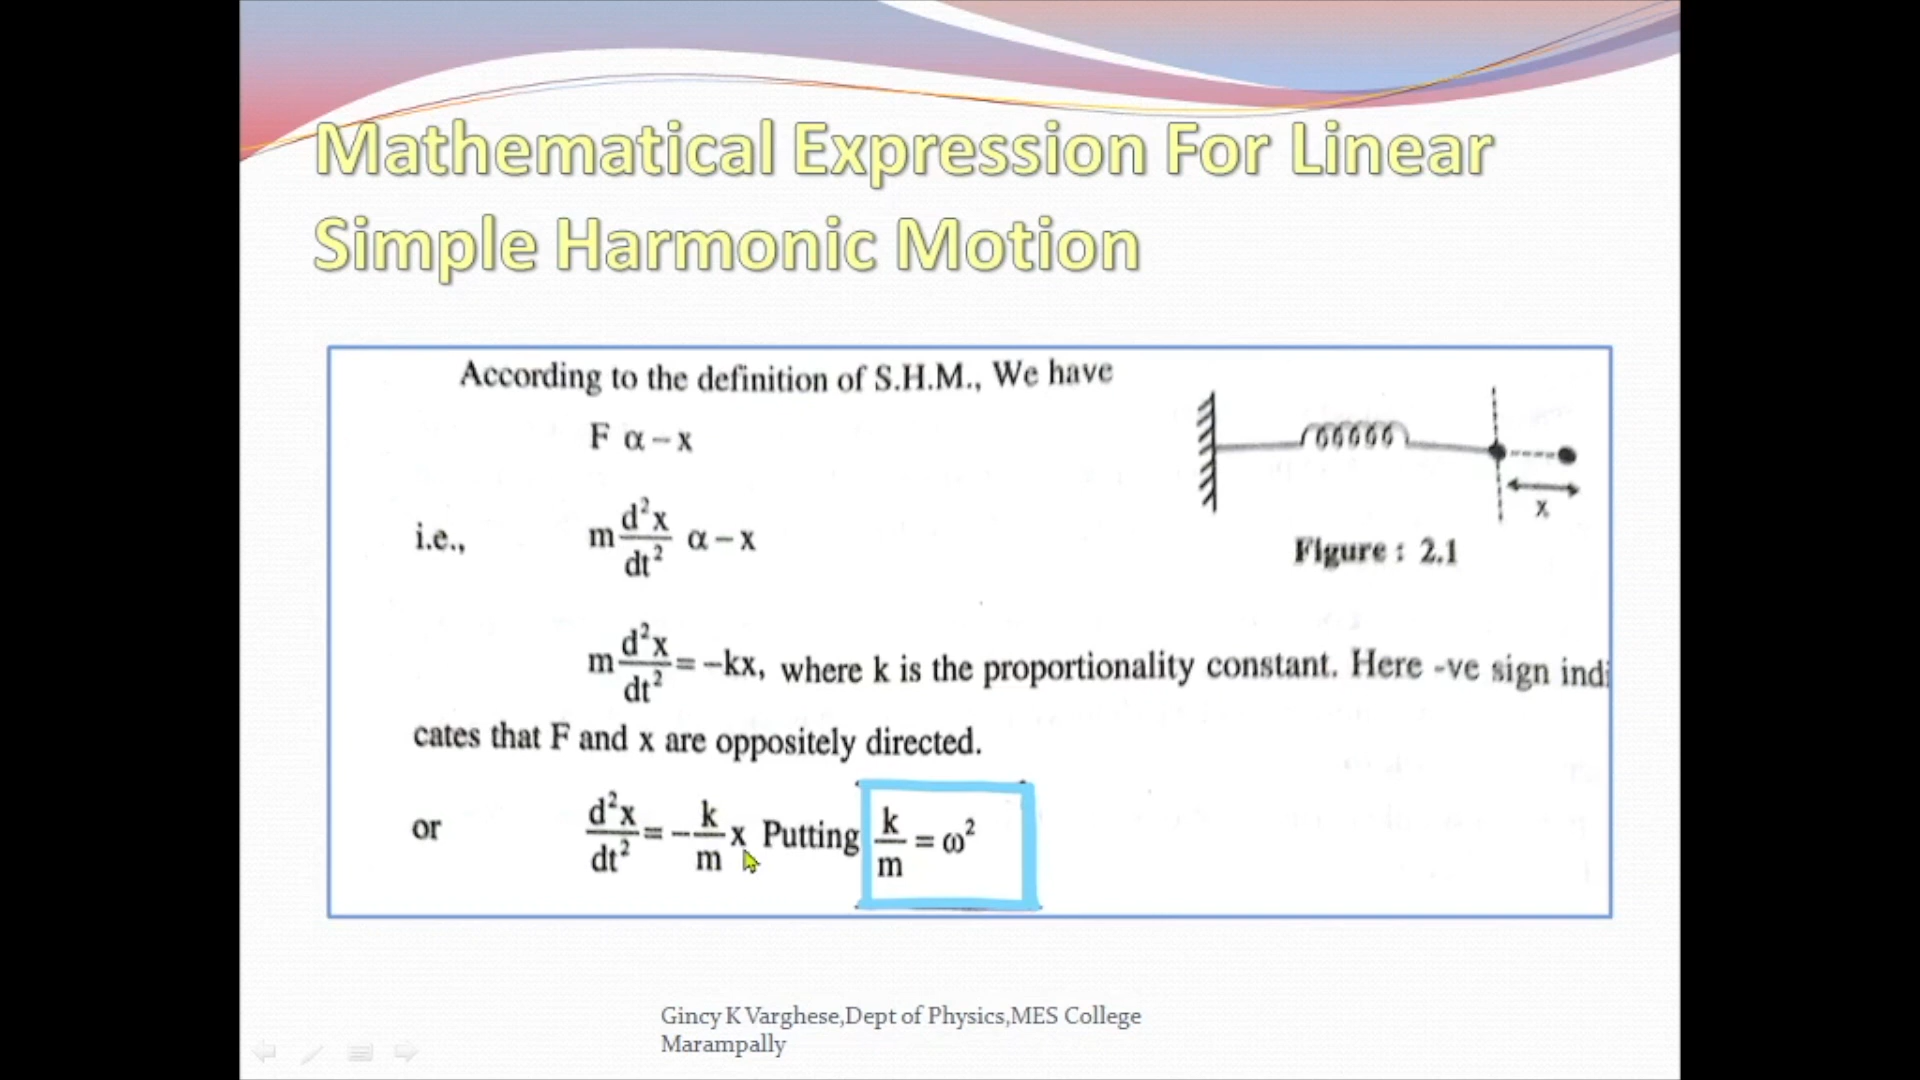 Mathematical Expression For Linear
Simple Harmonic Motion
According to the definition of S.H.M., We have
F α – x
i.e., m d²x/dt² α – x
x
Figure : 2.1
m d²x/dt² = –kx, where k is the proportionality constant. Here -ve sign indi
cates that F and x are oppositely directed.
or d²x/dt² = – k/m x Putting k/m = ω²
Gincy K Varghese,Dept of Physics,MES College
Marampally